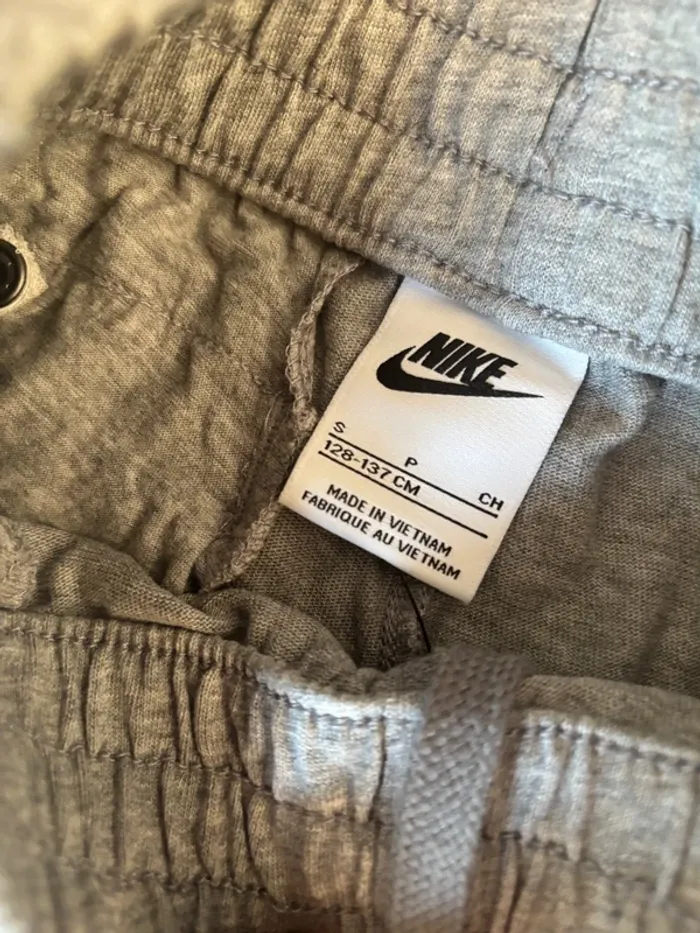 NIKE
S P CH
128-137 CM
MADE IN VIETNAM
FABRIQUE AU VIETNAM